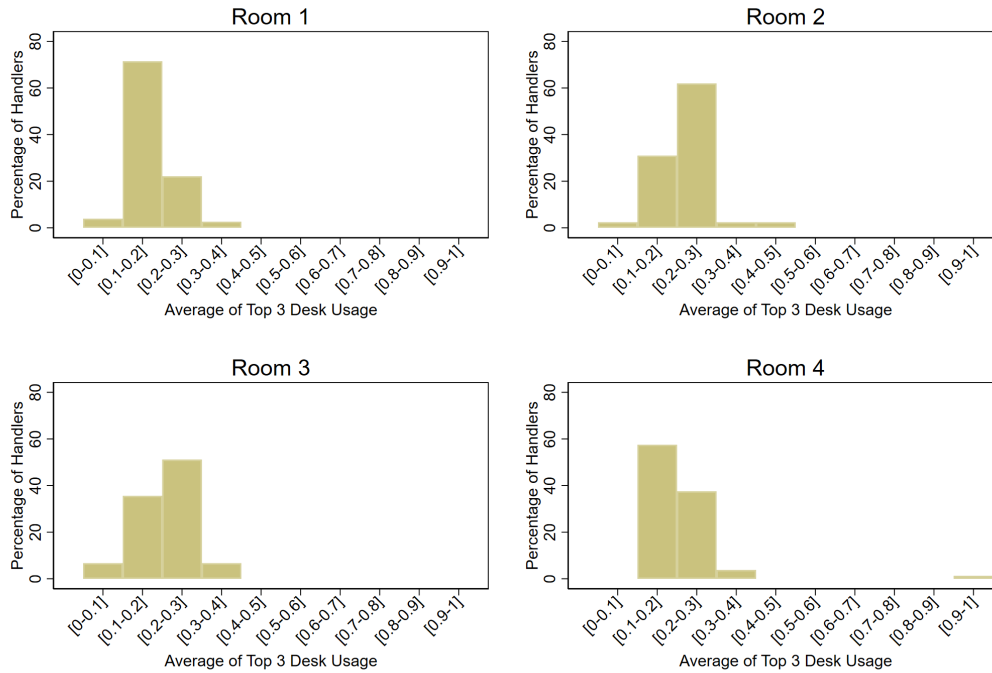 Room 1
Percentage of Handlers
0 20 40 60 80
[0-0.1] [0.1-0.2] [0.2-0.3] [0.3-0.4] [0.4-0.5] [0.5-0.6] [0.6-0.7] [0.7-0.8] [0.8-0.9] [0.9-1]
Average of Top 3 Desk Usage
Room 2
Percentage of Handlers
0 20 40 60 80
[0-0.1] [0.1-0.2] [0.2-0.3] [0.3-0.4] [0.4-0.5] [0.5-0.6] [0.6-0.7] [0.7-0.8] [0.8-0.9] [0.9-1]
Average of Top 3 Desk Usage
Room 3
Percentage of Handlers
0 20 40 60 80
[0-0.1] [0.1-0.2] [0.2-0.3] [0.3-0.4] [0.4-0.5] [0.5-0.6] [0.6-0.7] [0.7-0.8] [0.8-0.9] [0.9-1]
Average of Top 3 Desk Usage
Room 4
Percentage of Handlers
0 20 40 60 80
[0-0.1] [0.1-0.2] [0.2-0.3] [0.3-0.4] [0.4-0.5] [0.5-0.6] [0.6-0.7] [0.7-0.8] [0.8-0.9] [0.9-1]
Average of Top 3 Desk Usage